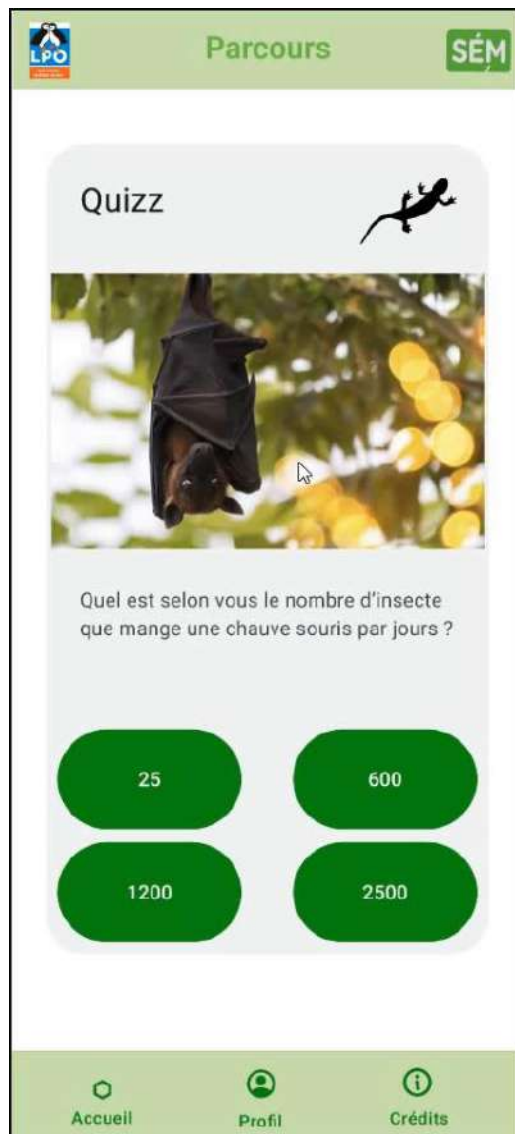 LPO
Parcours
SÉM
Quizz
Quel est selon vous le nombre d'insecte
que mange une chauve souris par jours ?
25
600
1200
2500
Accueil
Profil
Crédits